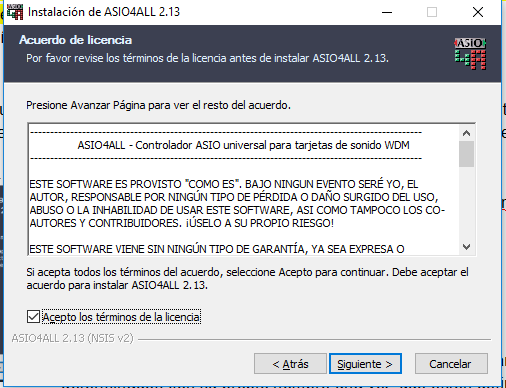 Instalación de ASIO4ALL 2.13
Acuerdo de licencia
Por favor revise los términos de la licencia antes de instalar ASIO4ALL 2.13.
ASIO
Presione Avanzar Página para ver el resto del acuerdo.
--------------------------------------------------------------------------------
ASIO4ALL - Controlador ASIO universal para tarjetas de sonido WDM
--------------------------------------------------------------------------------
ESTE SOFTWARE ES PROVISTO "COMO ES". BAJO NINGUN EVENTO SERÉ YO, EL
AUTOR, RESPONSABLE POR NINGÚN TIPO DE PÉRDIDA O DAÑO SURGIDO DEL USO,
ABUSO O LA INHABILIDAD DE USAR ESTE SOFTWARE, ASI COMO TAMPOCO LOS CO-
AUTORES Y CONTRIBUIDORES. ¡ÚSELO A SU PROPIO RIESGO!
ESTE SOFTWARE VIENE SIN NINGÚN TIPO DE GARANTÍA, YA SEA EXPRESA O
Si acepta todos los términos del acuerdo, seleccione Acepto para continuar. Debe aceptar el
acuerdo para instalar ASIO4ALL 2.13.
Acepto los términos de la licencia
ASIO4ALL 2.13 (NSIS v2)
< Atrás
Siguiente >
Cancelar